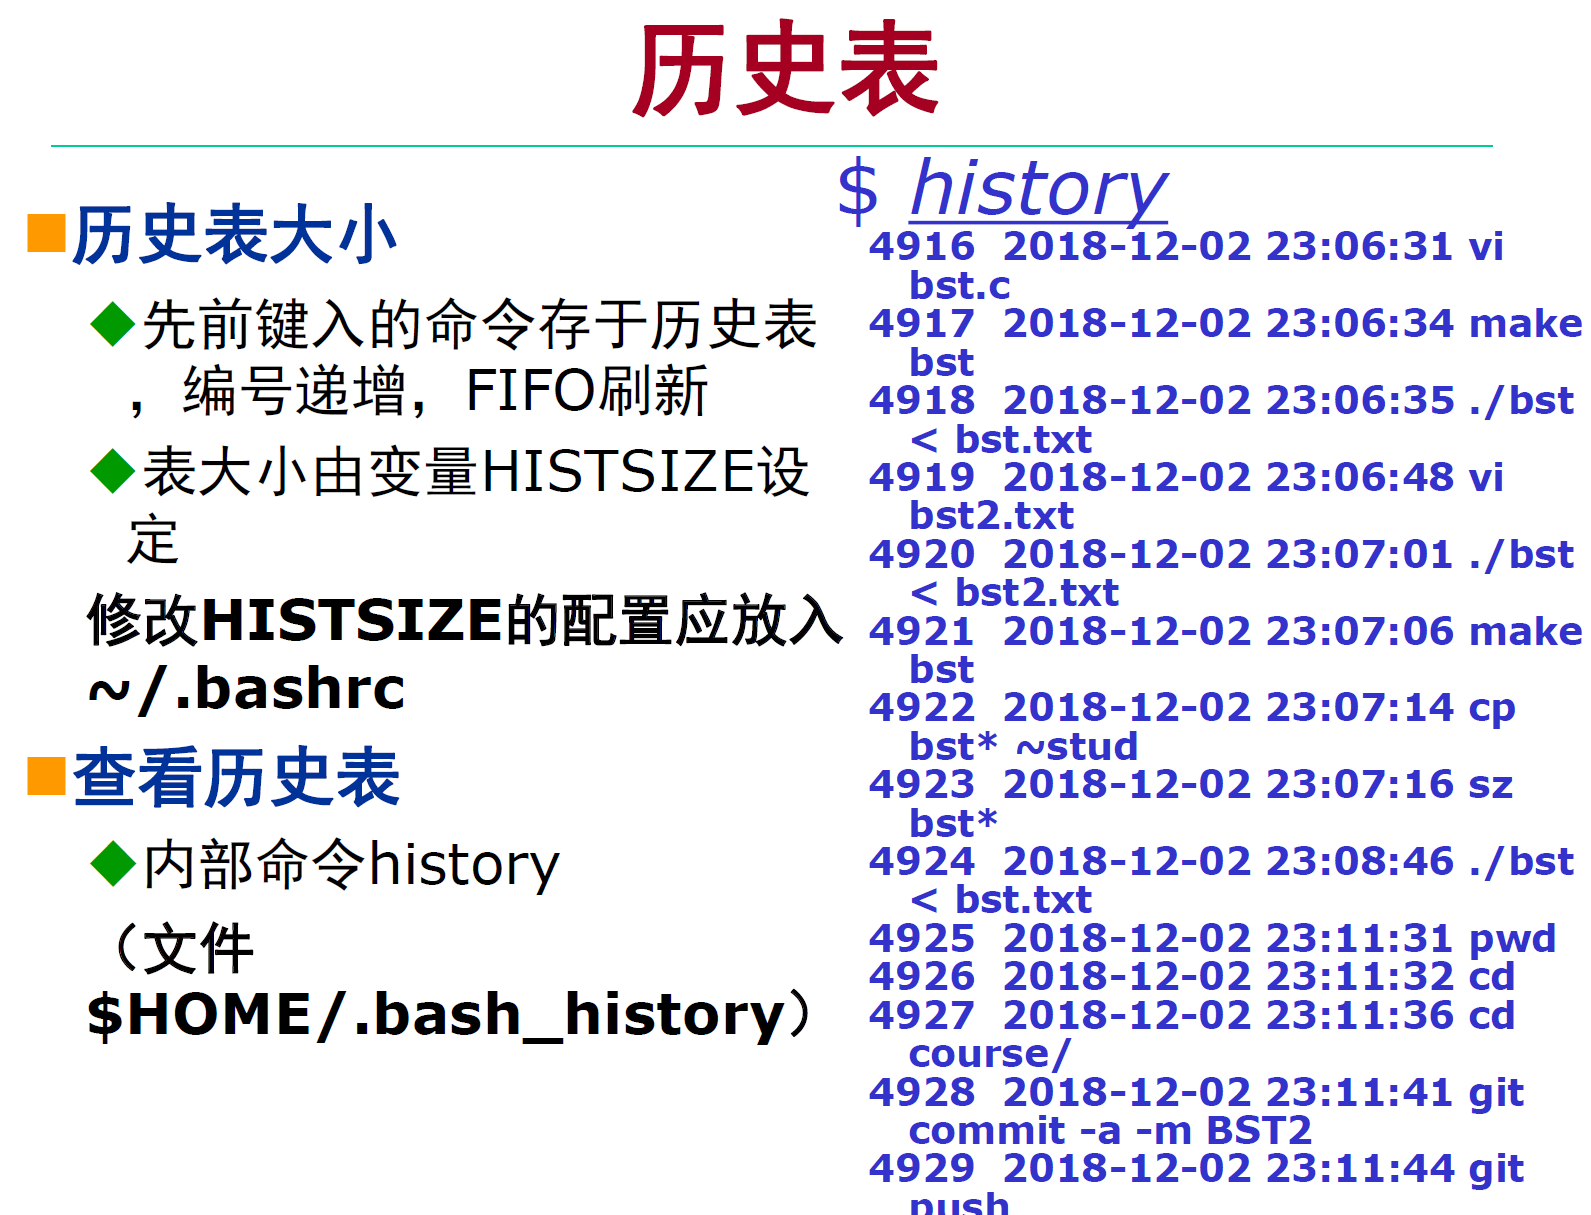 历史表
历史表大小
先前键入的命令存于历史表
，编号递增，FIFO刷新
表大小由变量HISTSIZE设
定
修改HISTSIZE的配置应放入
~/.bashrc
查看历史表
内部命令history
（文件
$HOME/.bash_history）
$ history
4916 2018-12-02 23:06:31 vi
bst.c
4917 2018-12-02 23:06:34 make
bst
4918 2018-12-02 23:06:35 ./bst
< bst.txt
4919 2018-12-02 23:06:48 vi
bst2.txt
4920 2018-12-02 23:07:01 ./bst
< bst2.txt
4921 2018-12-02 23:07:06 make
bst
4922 2018-12-02 23:07:14 cp
bst* ~stud
4923 2018-12-02 23:07:16 sz
bst*
4924 2018-12-02 23:08:46 ./bst
< bst.txt
4925 2018-12-02 23:11:31 pwd
4926 2018-12-02 23:11:32 cd
4927 2018-12-02 23:11:36 cd
course/
4928 2018-12-02 23:11:41 git
commit -a -m BST2
4929 2018-12-02 23:11:44 git
push